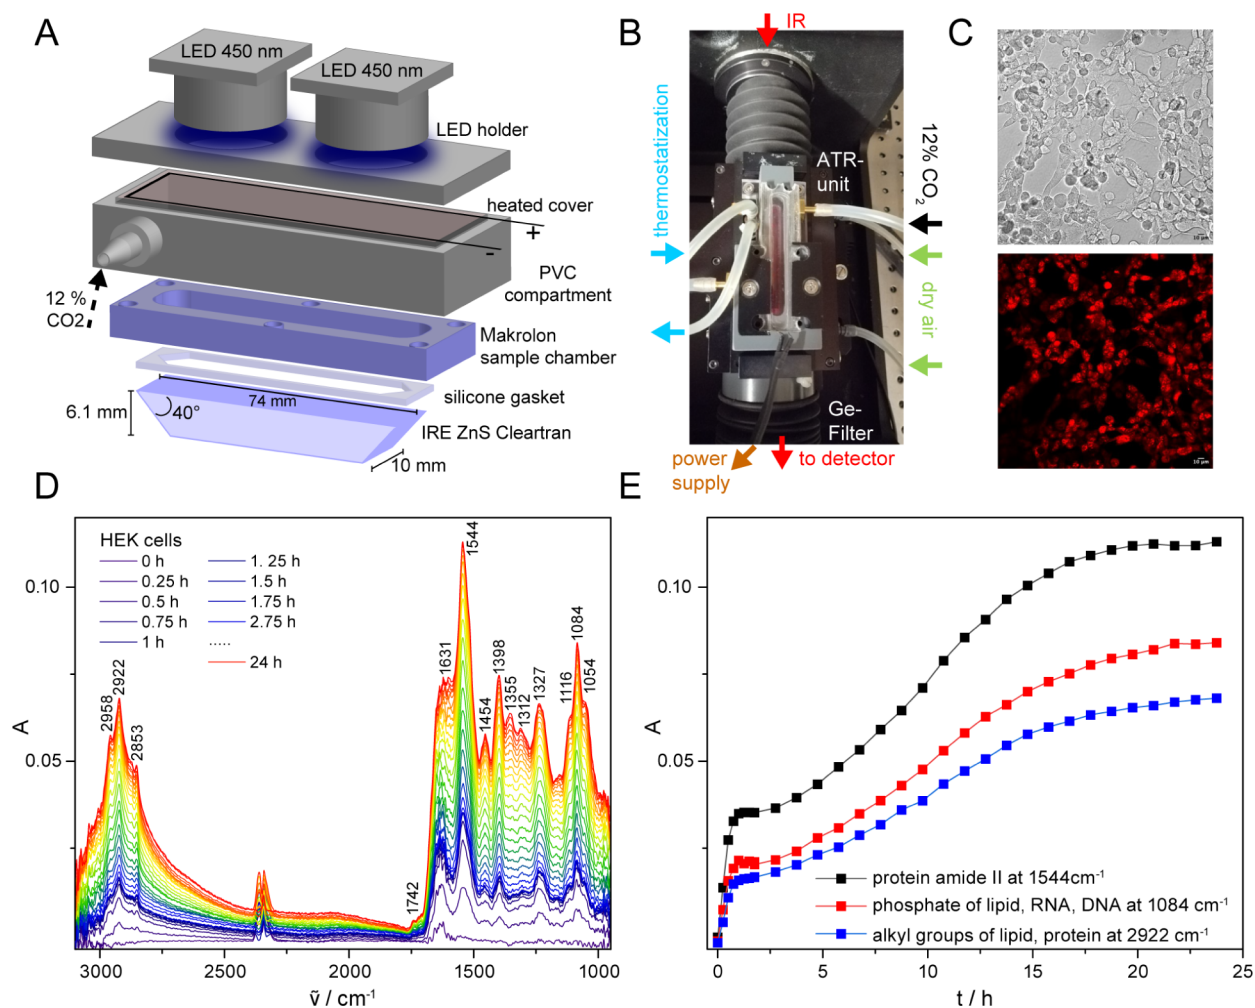 A
LED 450 nm
LED 450 nm
LED holder
heated cover
+
-
PVC
compartment
12 %
CO2
Makrolon
sample chamber
silicone gasket
74 mm
6.1 mm
40°
IRE ZnS Cleartran
10 mm
B
IR
ATR-
unit
thermostatization
12% CO₂
dry air
Ge-
Filter
power
supply
to detector
C
10 µm
10 µm
D
HEK cells
0 h
0.25 h
0.5 h
0.75 h
1 h
1. 25 h
1.5 h
1.75 h
2.75 h
.....
24 h
2958
2922
2853
1742
1631
1544
1454
1398
1355
1312
1327
1116
1084
1054
0.10
A
0.05
3000
2500
2000
1500
1000
ṽ / cm⁻¹
E
0.10
A
0.05
protein amide II at 1544cm⁻¹
phosphate of lipid, RNA, DNA at 1084 cm⁻¹
alkyl groups of lipid, protein at 2922 cm⁻¹
0
5
10
15
20
25
t / h